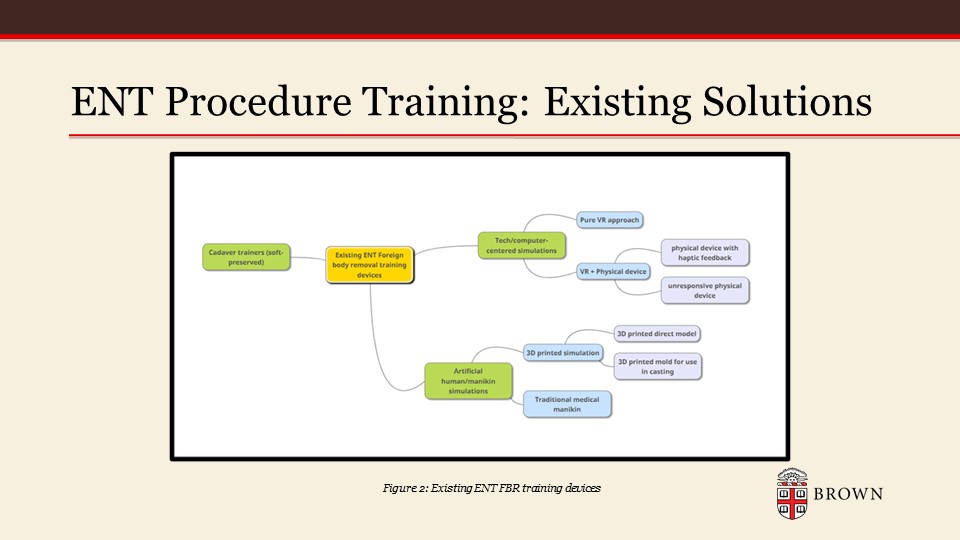 ENT Procedure Training: Existing Solutions
Cadaver trainers (soft-
preserved)
Existing ENT Foreign
body removal training
devices
Tech/computer-
centered simulations
Pure VR approach
VR + Physical device
physical device with
haptic feedback
unresponsive physical
device
Artificial
human/manikin
simulations
3D printed simulation
3D printed direct model
3D printed mold for use
in casting
Traditional medical
manikin
Figure 2: Existing ENT FBR training devices
BROWN